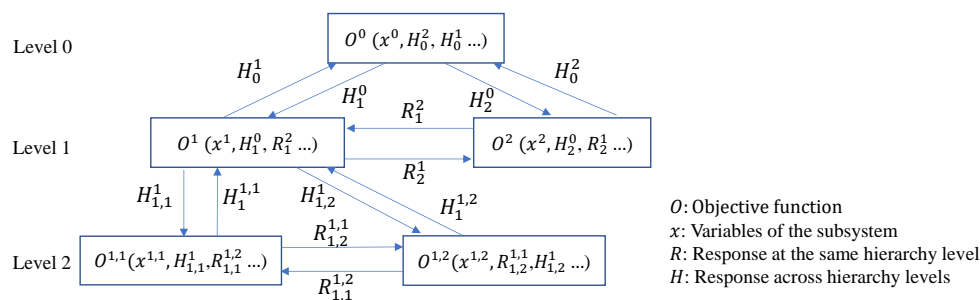 Level 0
O^0 (x^0, H_0^2, H_0^1 ...)
H_0^1
H_1^0
H_2^0
H_0^2
R_1^2
Level 1
O^1 (x^1, H_1^0, R_1^2 ...)
O^2 (x^2, H_2^0, R_2^1 ...)
R_2^1
H_{1,1}^1
H_1^{1,1}
H_{1,2}^1
H_1^{1,2}
R_{1,2}^{1,1}
Level 2
O^{1,1}(x^{1,1}, H_{1,1}^1, R_{1,1}^{1,2} ...)
O^{1,2}(x^{1,2}, R_{1,2}^{1,1}, H_{1,2}^1 ...)
R_{1,1}^{1,2}
O: Objective function
x: Variables of the subsystem
R: Response at the same hierarchy level
H: Response across hierarchy levels